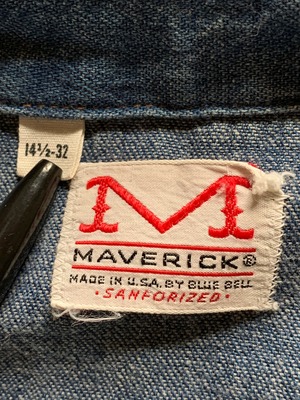 14½-32
M
MAVERICK®
MADE IN U.S.A. BY BLUE BELL
·SANFORIZED·